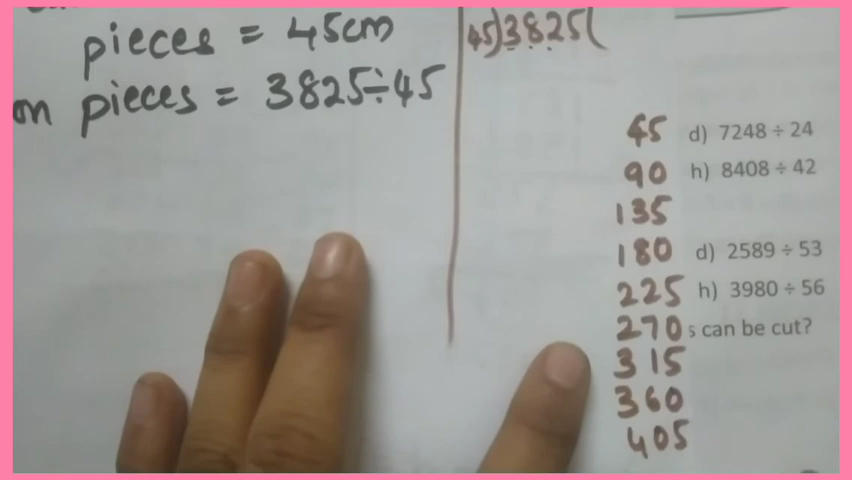 pieces = 45cm
on pieces = 3825÷45
45)3825(
45
90
135
180
225
270
315
360
405
d) 7248 ÷ 24
h) 8408 ÷ 42
d) 2589 ÷ 53
h) 3980 ÷ 56
s can be cut?